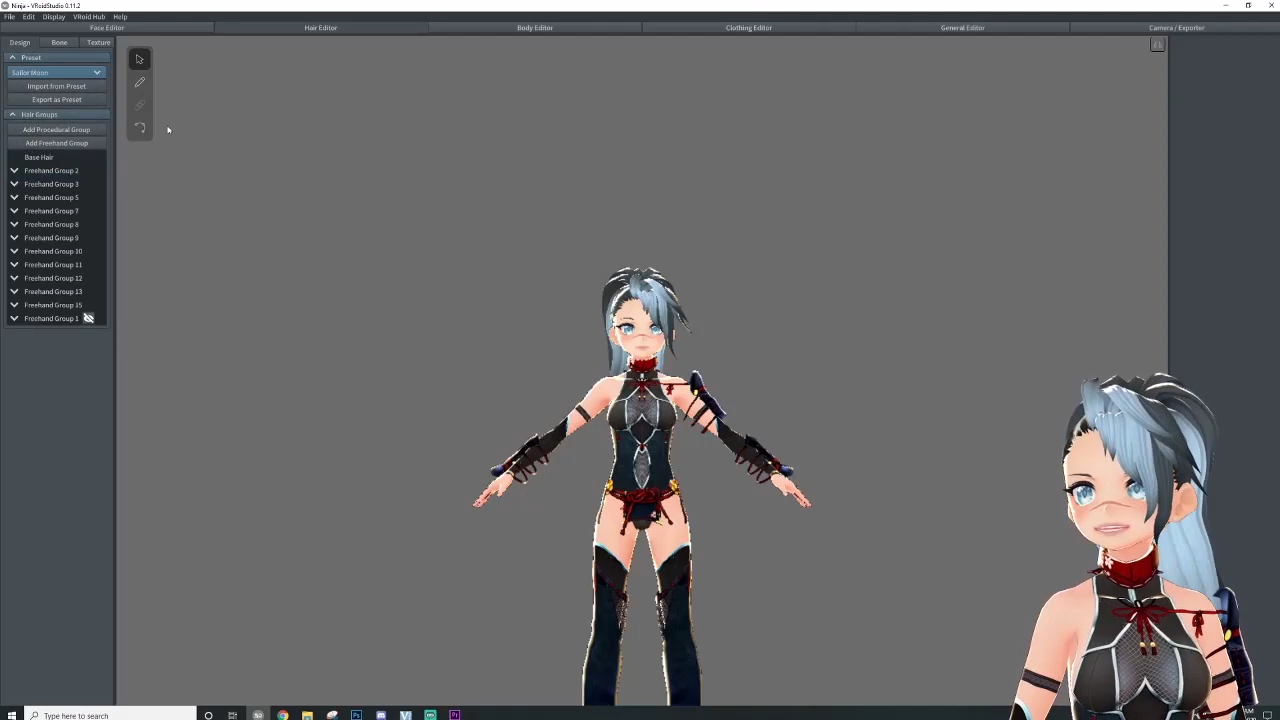 Ninja - VRoidStudio 0.11.2
File Edit Display VRoid Hub Help
Face Editor Hair Editor Body Editor Clothing Editor General Editor Camera / Exporter
Design Bone Texture
Preset
Sailor Moon
Import from Preset
Export as Preset
Hair Groups
Add Procedural Group
Add Freehand Group
Base Hair
Freehand Group 2
Freehand Group 3
Freehand Group 5
Freehand Group 7
Freehand Group 8
Freehand Group 9
Freehand Group 10
Freehand Group 11
Freehand Group 12
Freehand Group 13
Freehand Group 15
Freehand Group 1
Type here to search
AM